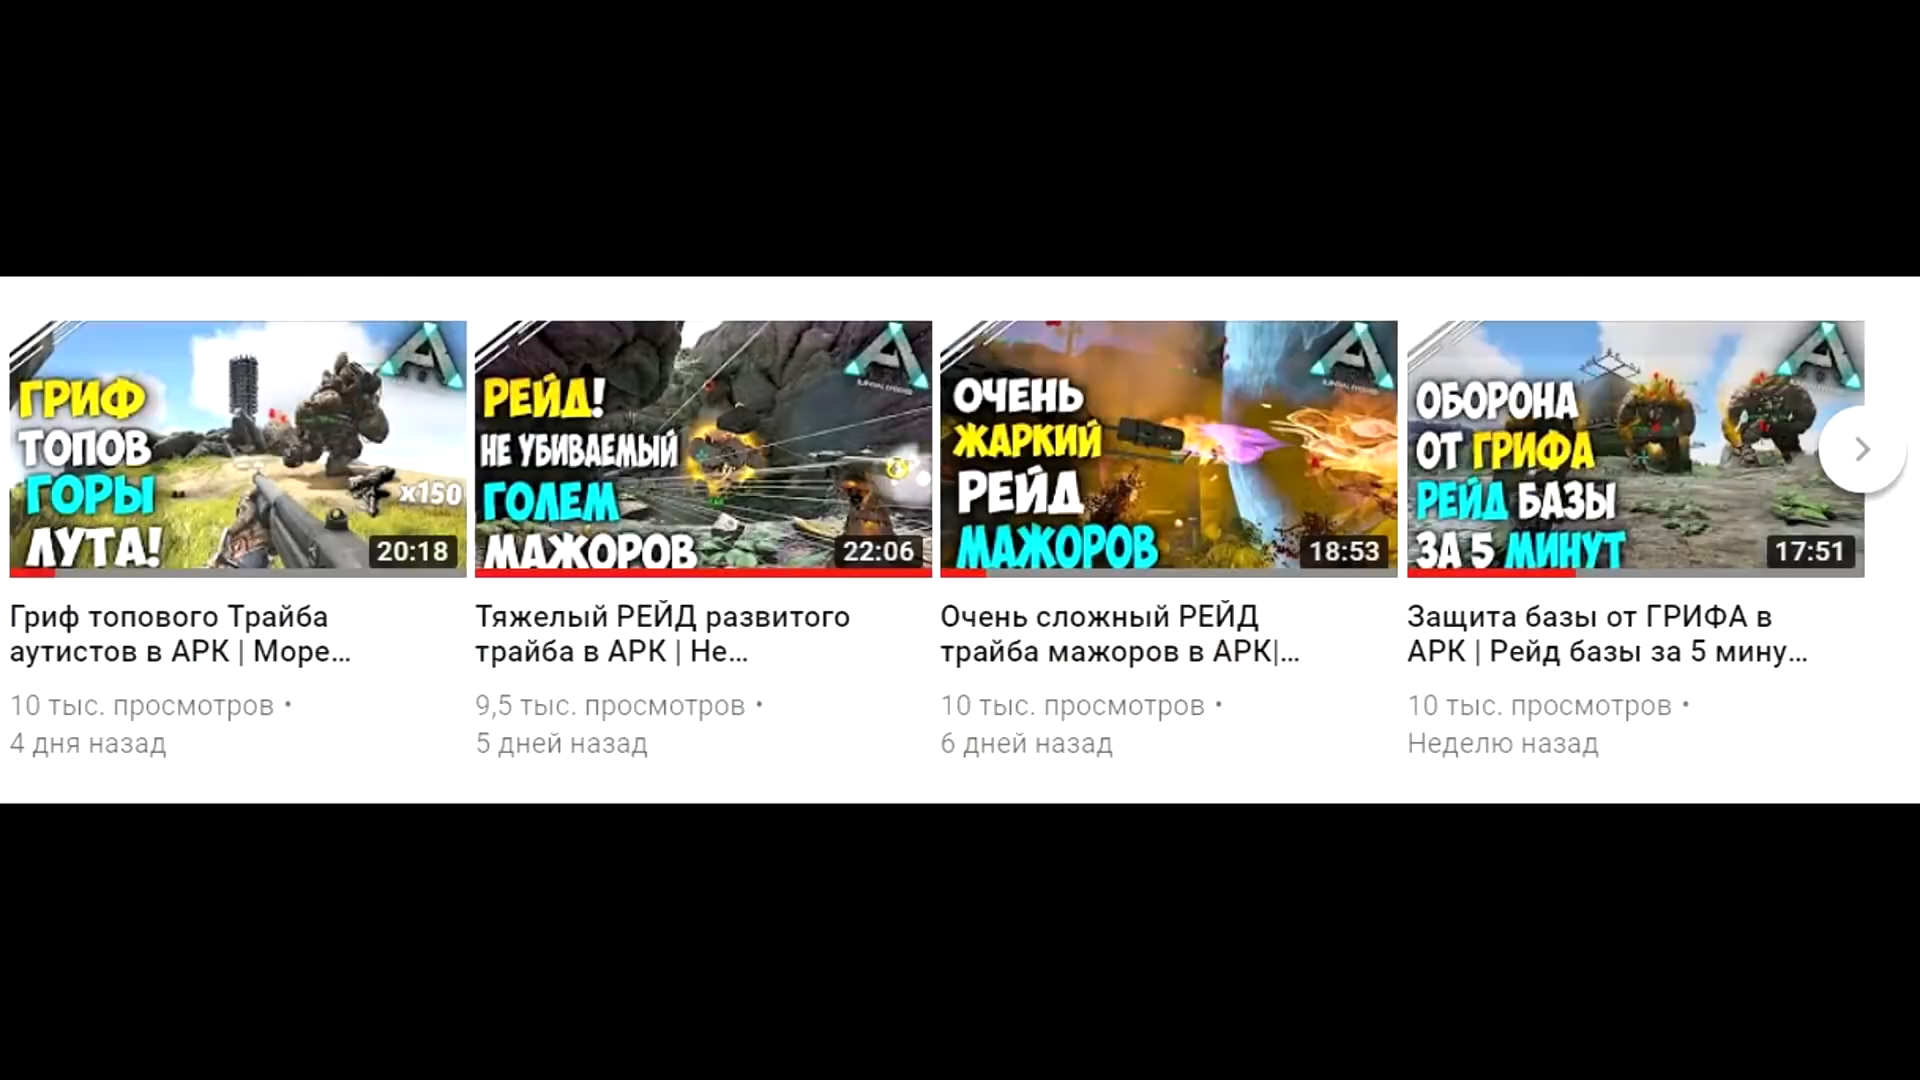 ГРИФ
ТОПОВ
ГОРЫ
ЛУТА!
x150
20:18
Гриф топового Трайба
аутистов в АРК | Море...
10 тыс. просмотров •
4 дня назад
РЕЙД!
НЕ УБИВАЕМЫЙ
ГОЛЕМ
МАЖОРОВ
22:06
Тяжелый РЕЙД развитого
трайба в АРК | Не...
9,5 тыс. просмотров •
5 дней назад
ОЧЕНЬ
ЖАРКИЙ
РЕЙД
МАЖОРОВ
18:53
Очень сложный РЕЙД
трайба мажоров в АРК|...
10 тыс. просмотров •
6 дней назад
ОБОРОНА
ОТ ГРИФА
РЕЙД БАЗЫ
ЗА 5 МИНУТ
17:51
Защита базы от ГРИФА в
АРК | Рейд базы за 5 мину...
10 тыс. просмотров •
Неделю назад